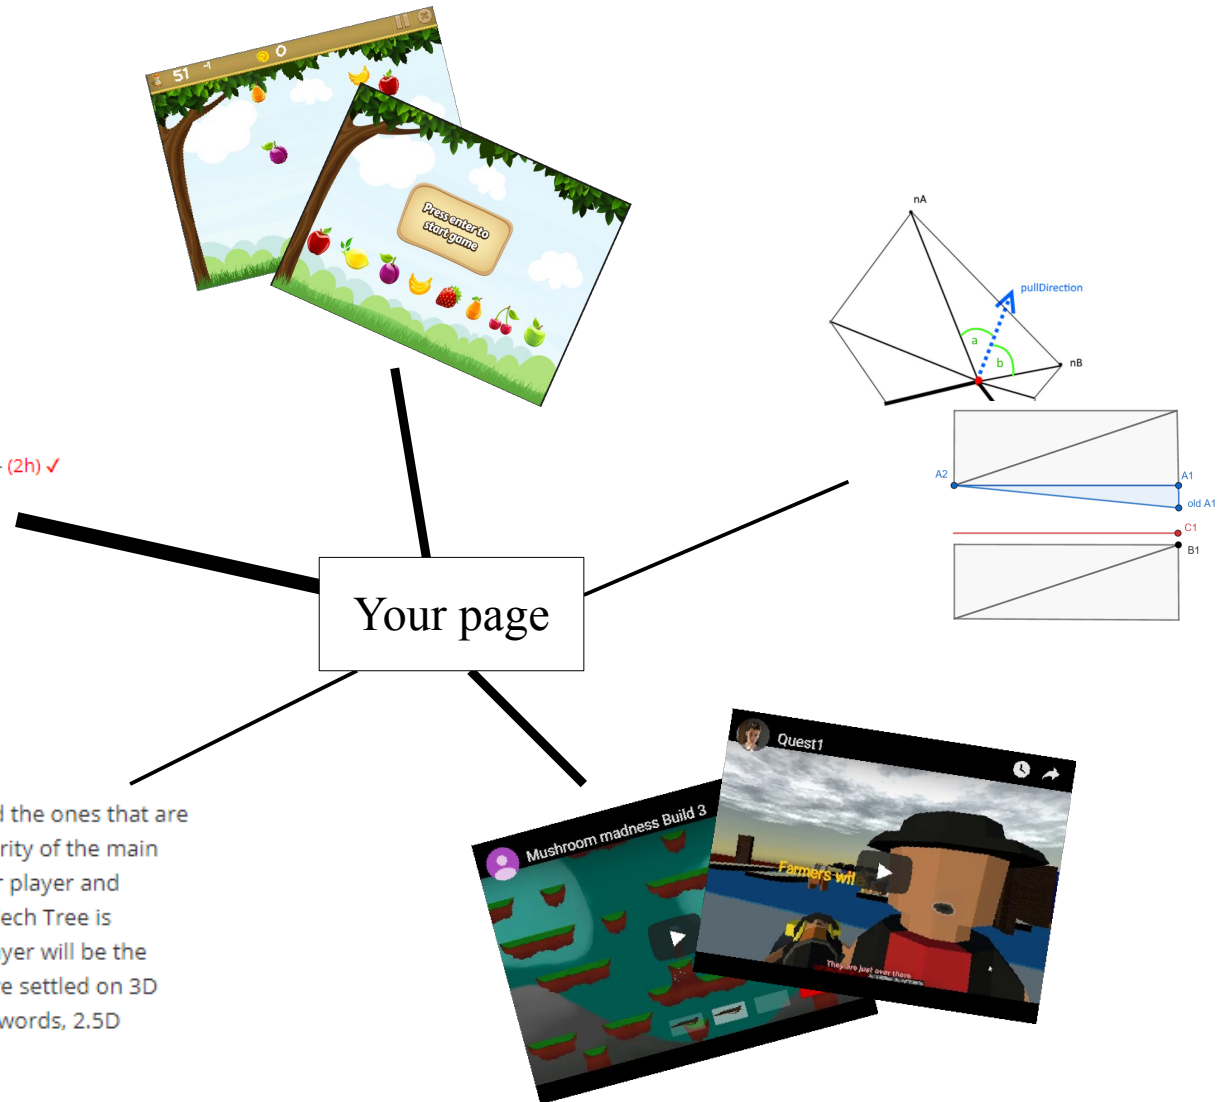 51 -1 0
Press enter to
start game
nA
pullDirection
a
b
nB
A2
A1
old A1
C1
B1
(2h) ✓
Your page
d the ones that are
rity of the main
r player and
ech Tree is
yer will be the
e settled on 3D
words, 2.5D
Mushroom madness Build 3
Quest1
Farmers wil
They are just over there